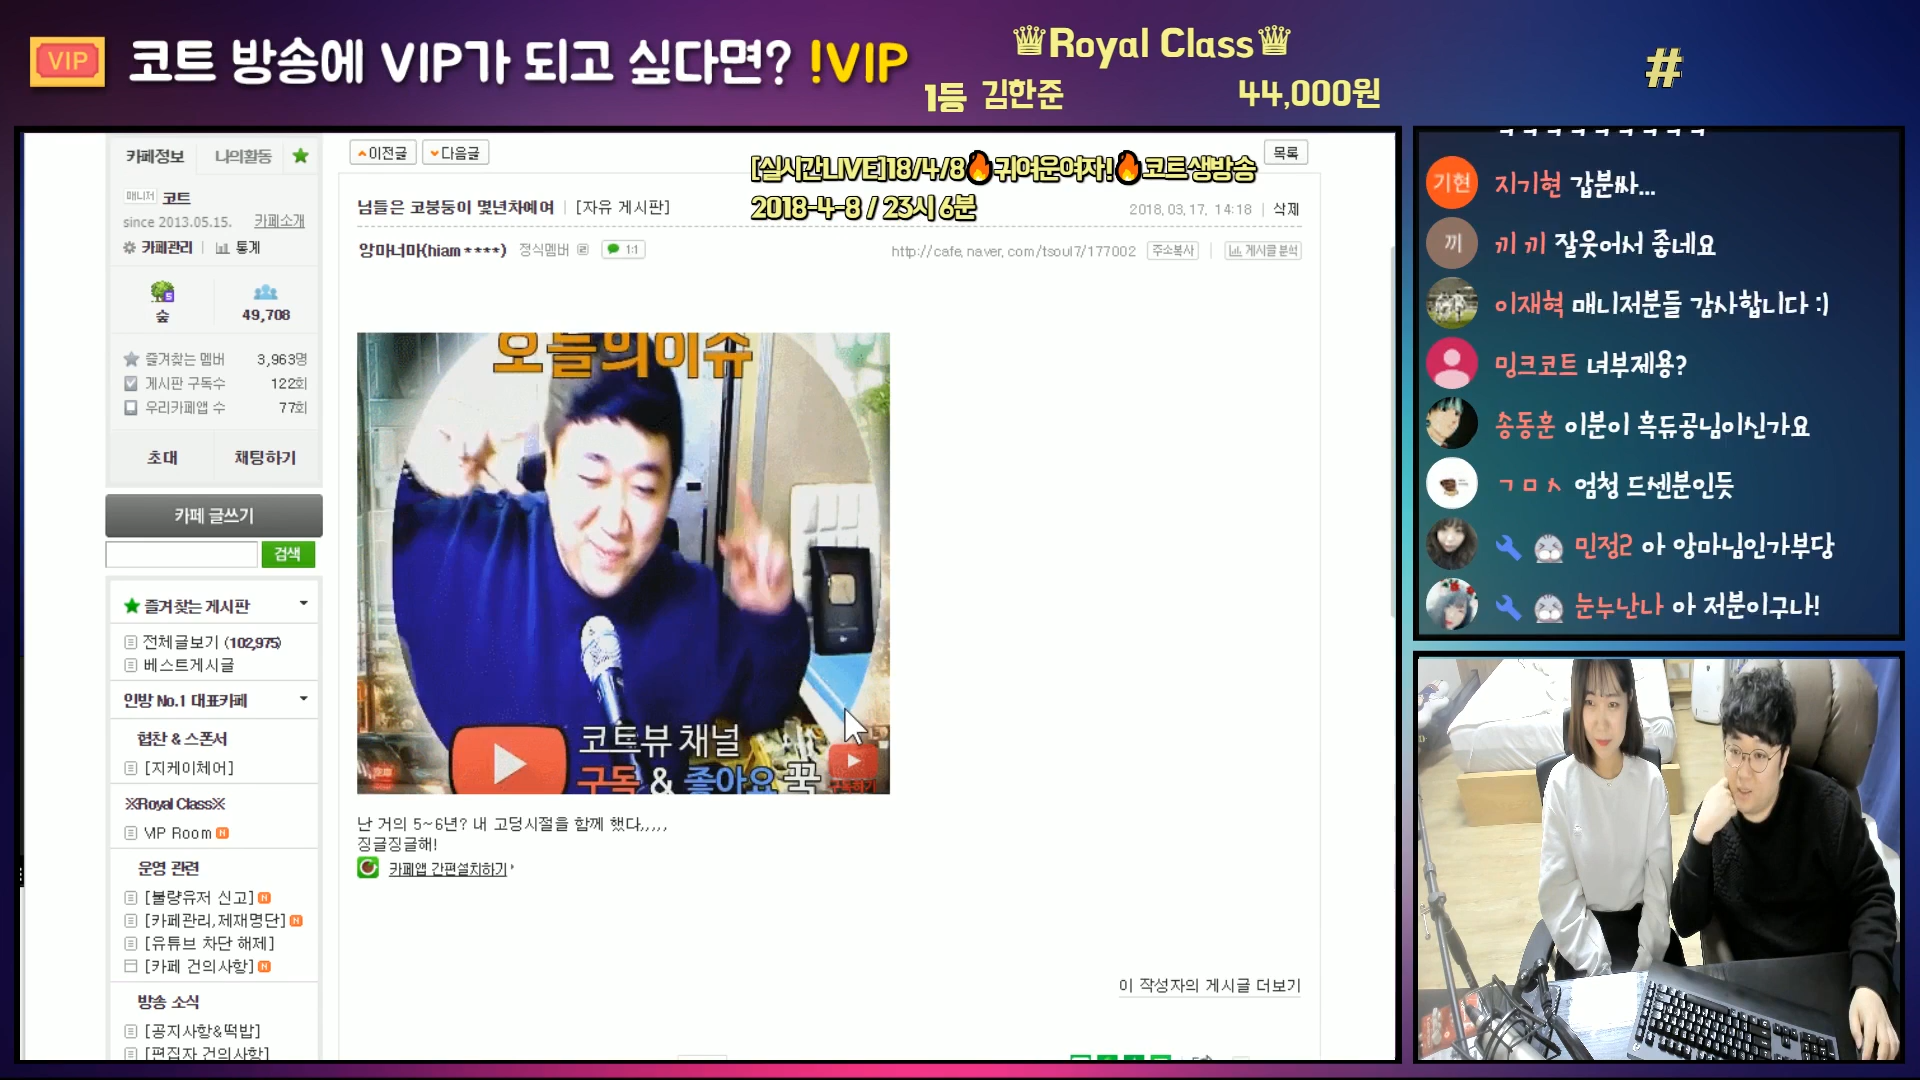 VIP 코트 방송에 VIP가 되고 싶다면? !VIP
♛Royal Class♛
1등 김한준 44,000원
#
카페정보 나의활동
매니저 코트
since 2013.05.15. 카페소개
카페관리 통계
숲 49,708
즐겨찾는 멤버 3,963명
게시판 구독수 122회
우리카페앱 수 77회
초대 채팅하기
카페 글쓰기
검색
즐겨찾는 게시판
전체글보기 (102,975)
베스트게시글
인방 No.1 대표카페
협찬 & 스폰서
[지케이체어]
※Royal Class※
VIP Room N
운영 관련
[불량유저 신고] N
[카페관리,제재명단] N
[유튜브 차단 해제]
[카페 건의사항] N
방송 소식
[공지사항&떡밥]
[편집자 건의사항]
이전글 다음글 목록
[실시간LIVE]18/4/8🔥귀여운여자!🔥코트생방송
2018-4-8 / 23시 6분
님들은 코붕둥이 몇년차예여 | [자유 게시판] 2018.03.17. 14:18 | 삭제
앙마너마(hiam****) 정식멤버 1:1 http://cafe.naver.com/tsoul7/177002 주소복사 | 게시글 분석
오늘의이슈
코트뷰 채널
구독 & 좋아요 꾹
구독하기
난 거의 5~6년? 내 고딩시절을 함께 했다,,,,,
징글징글해!
카페앱 간편설치하기
이 작성자의 게시글 더보기
기현 지기현 갑분싸...
끼 끼 끼 잘웃어서 좋네요
이재혁 매니저분들 감사합니다 :)
밍크코트 녀부제용?
송동훈 이분이 흑듀공님이신가요
ㄱㅁㅅ 엄청 드센분인듯
민정2 아 앙마님인가부당
눈누난나 아 저분이구나!